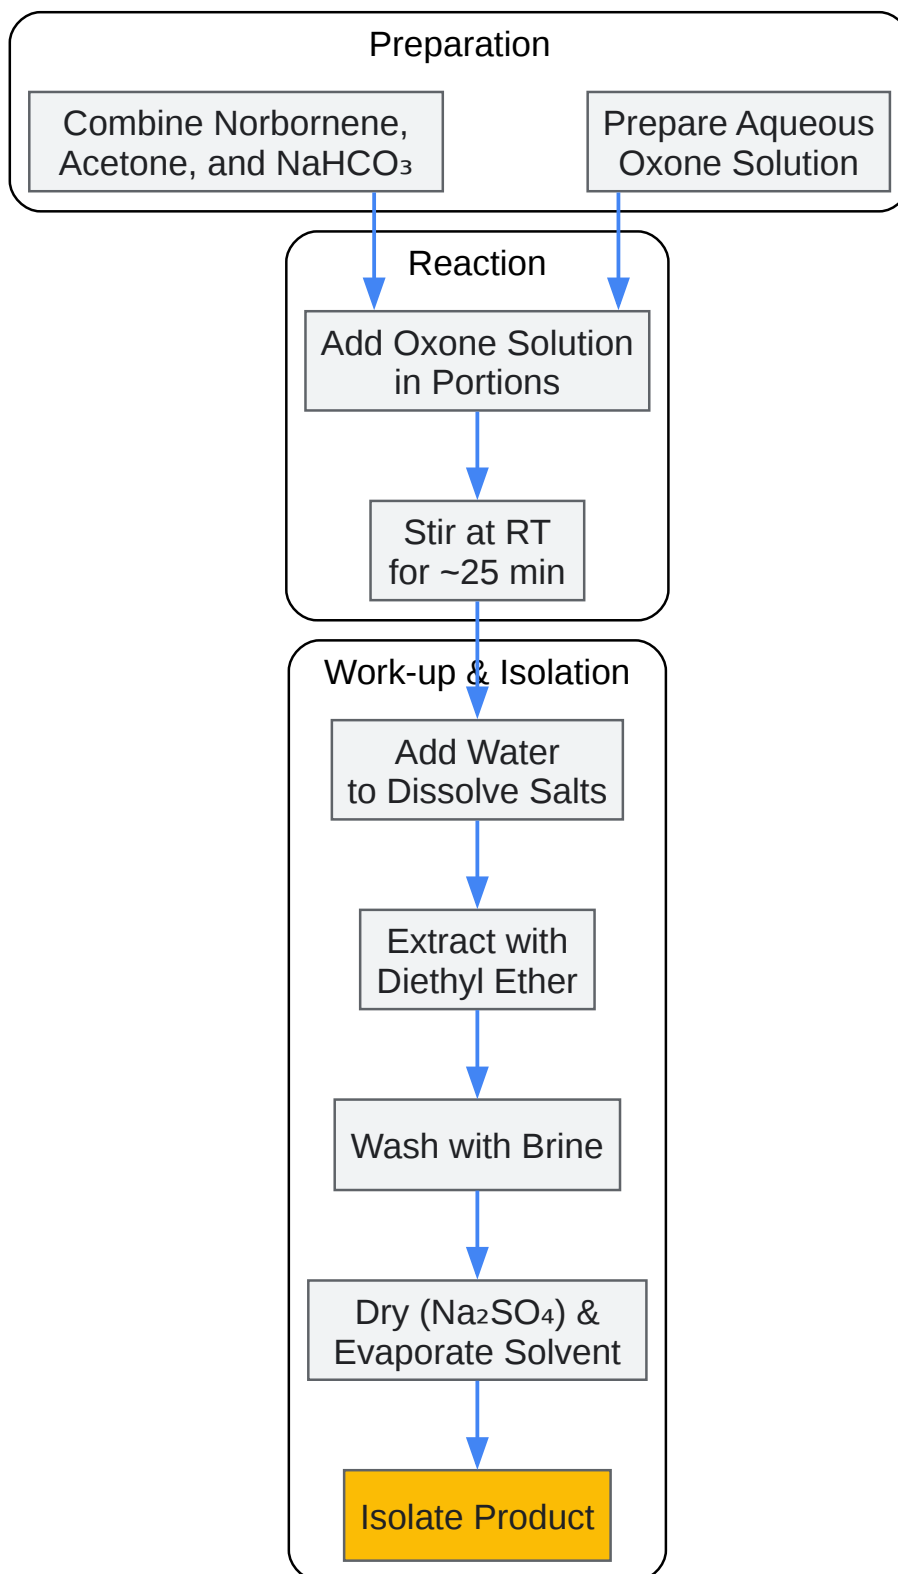 Preparation
Combine Norbornene,
Acetone, and NaHCO₃
Prepare Aqueous
Oxone Solution
Reaction
Add Oxone Solution
in Portions
Stir at RT
for ~25 min
Work-up & Isolation
Add Water
to Dissolve Salts
Extract with
Diethyl Ether
Wash with Brine
Dry (Na₂SO₄) &
Evaporate Solvent
Isolate Product